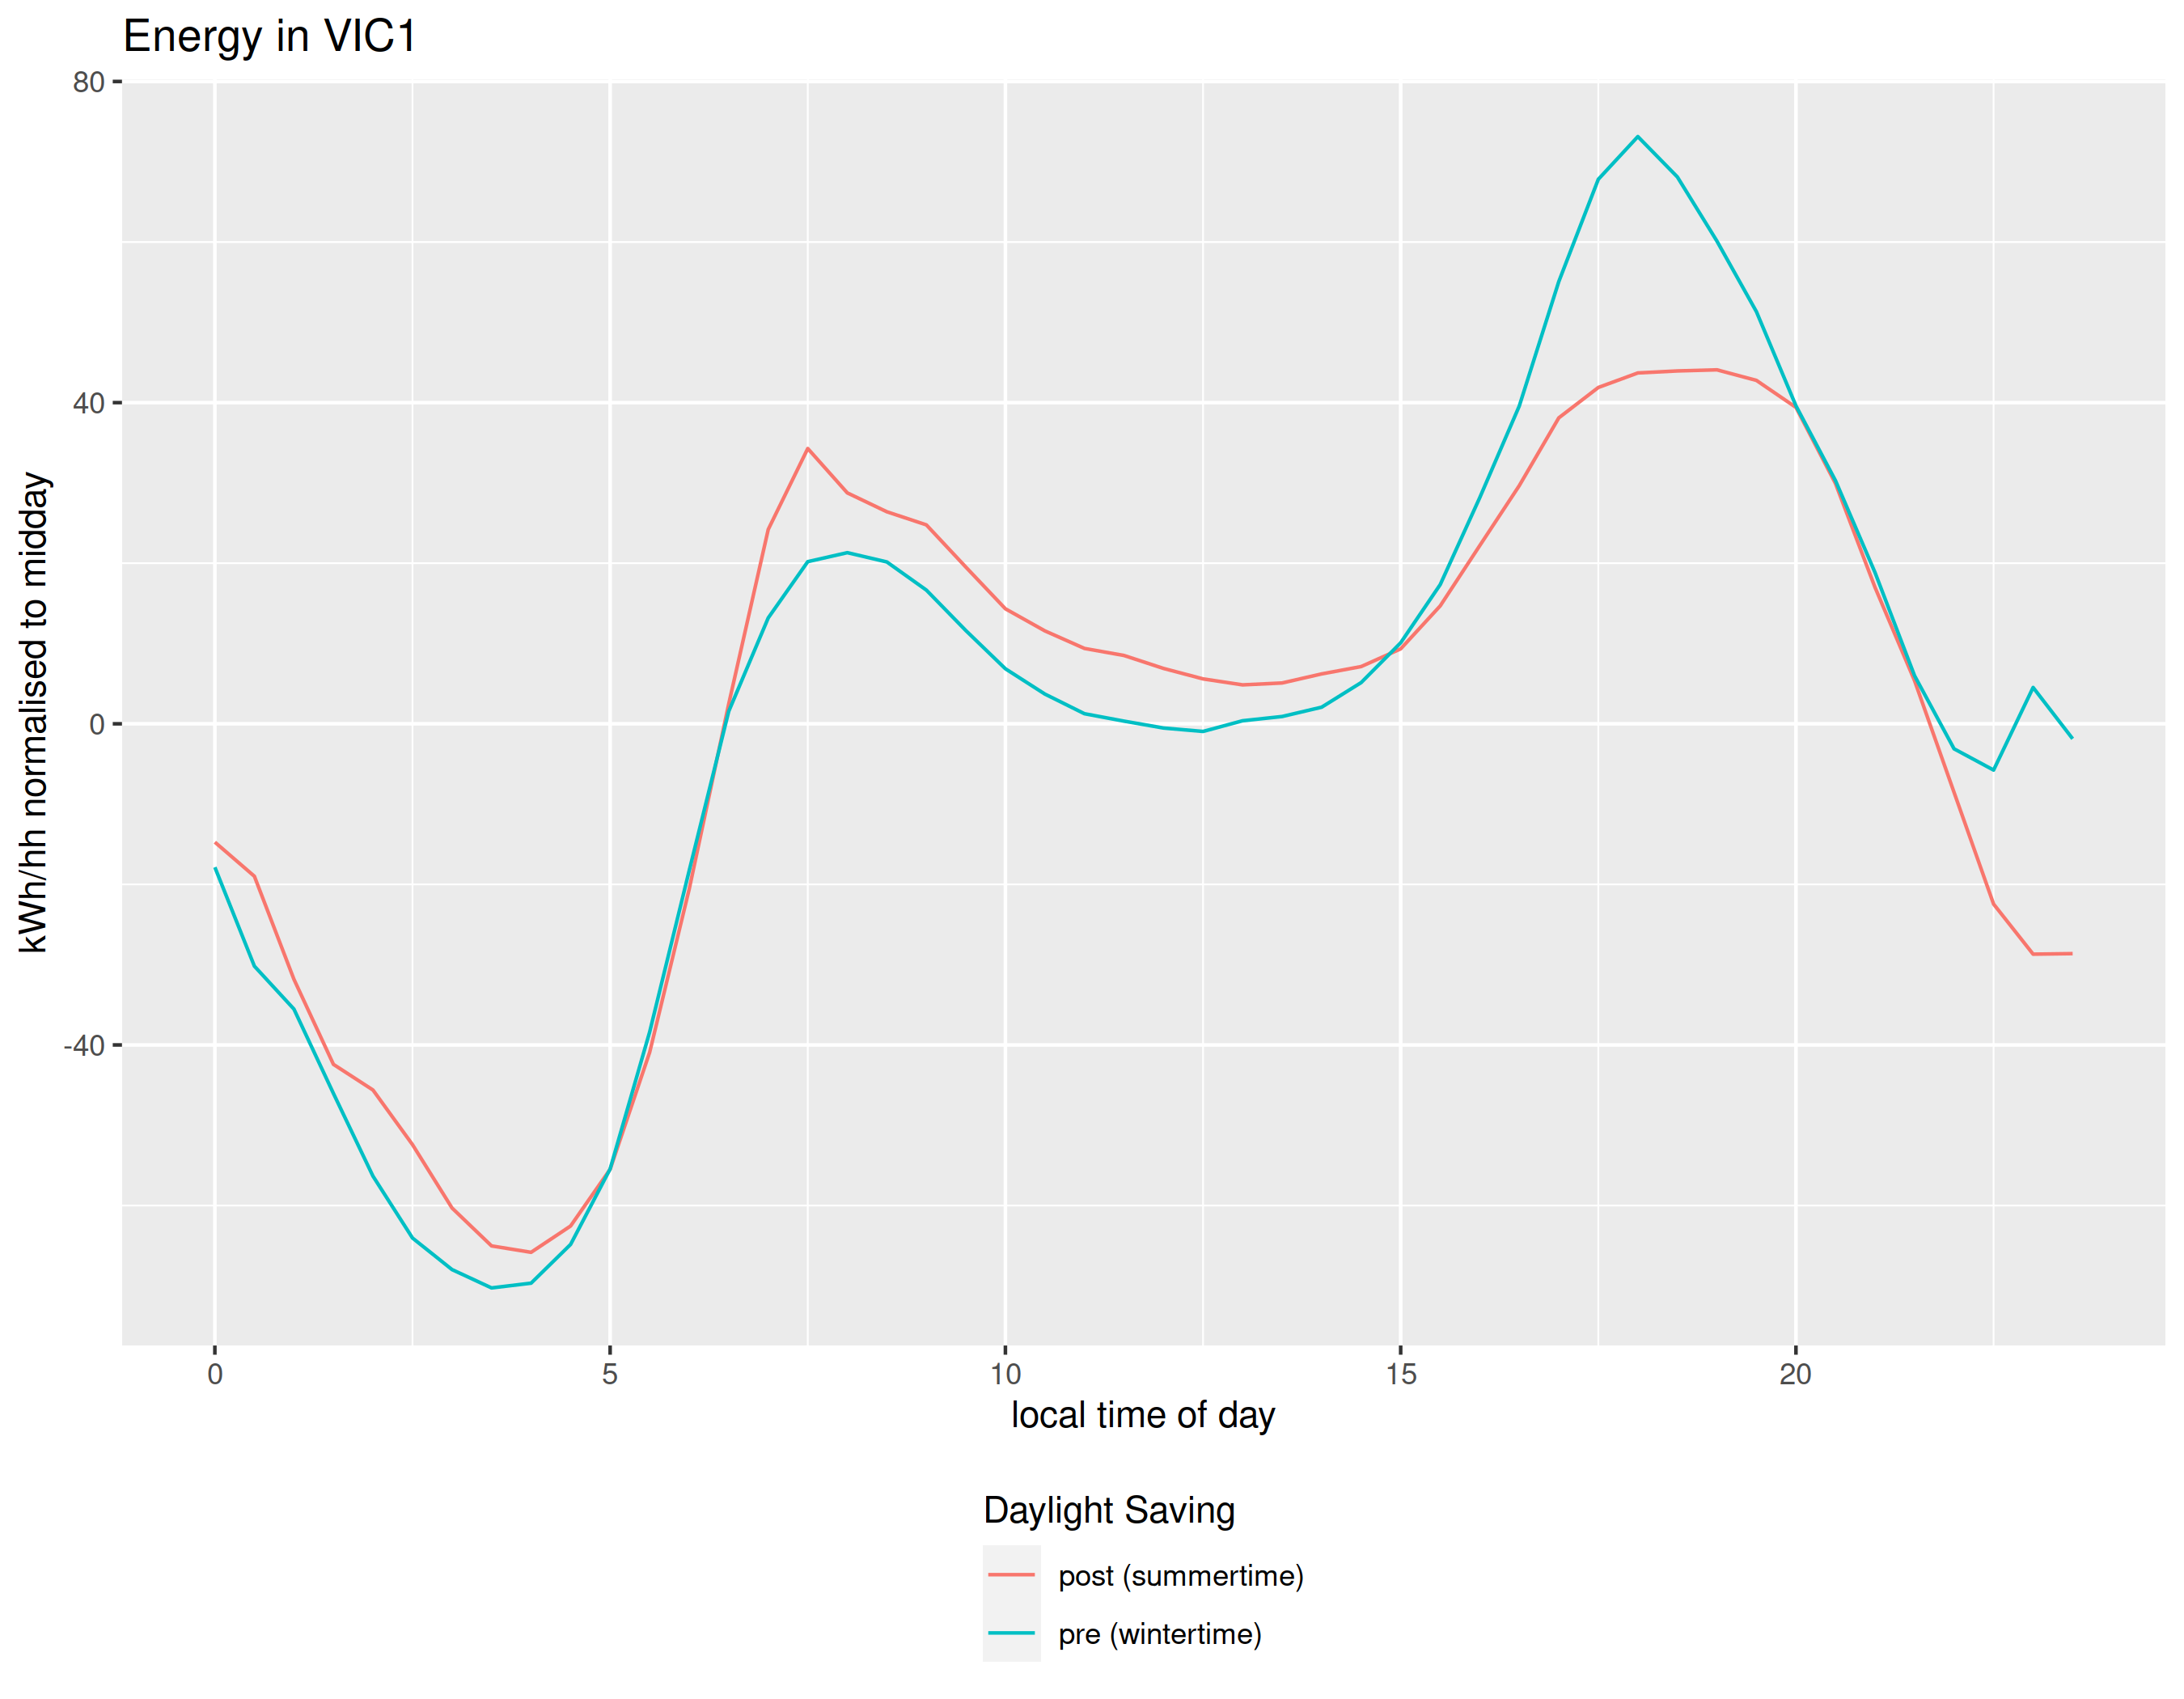 Energy in VIC1
80
40
0
-40
kWh/hh normalised to midday
0 5 10 15 20
local time of day
Daylight Saving
post (summertime)
pre (wintertime)